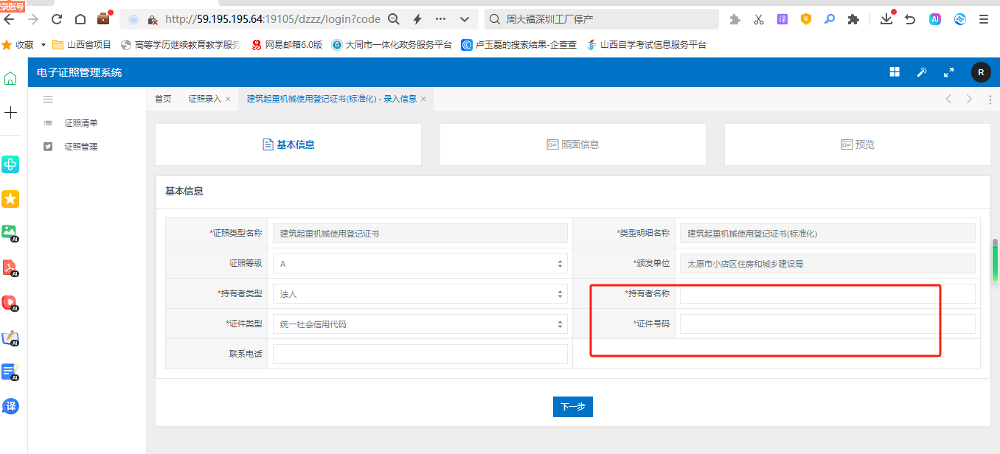 录账号
http://59.195.195.64:19105/dzzz/login?code
周大福深圳工厂停产
译
AI
收藏
山西省项目
高等学历继续教育教学服务
网易邮箱6.0版
大同市一体化政务服务平台
卢玉磊的搜索结果-企查查
山西自学考试信息服务平台
电子证照管理系统
R
首页
证照录入
建筑起重机械使用登记证书(标准化) - 录入信息
证照清单
证照管理
基本信息
照面信息
预览
基本信息
*证照类型名称
建筑起重机械使用登记证书
*类型明细名称
建筑起重机械使用登记证书(标准化)
证照等级
A
*颁发单位
太原市小店区住房和城乡建设局
*持有者类型
法人
*持有者名称
*证件类型
统一社会信用代码
*证件号码
联系电话
下一步
AI
AI
AI
AI
AI
译